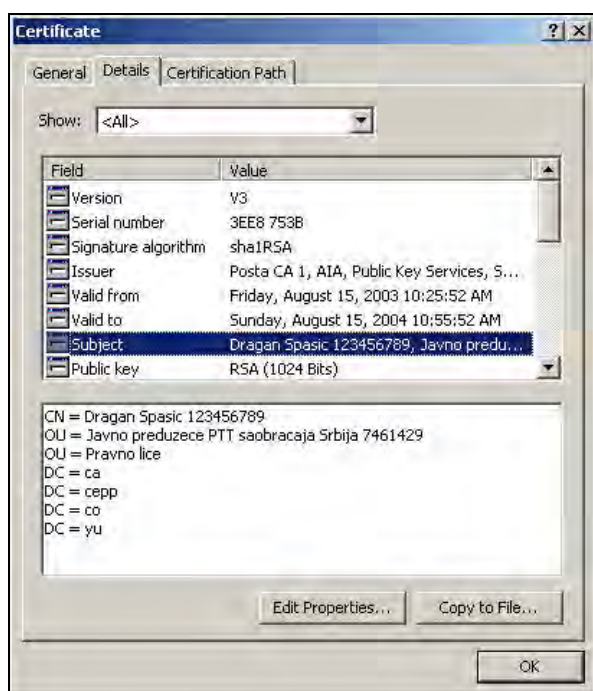 Certificate
General Details Certification Path
Show: <All>
Field Value
Version V3
Serial number 3EE8 753B
Signature algorithm sha1RSA
Issuer Posta CA 1, AIA, Public Key Services, S...
Valid from Friday, August 15, 2003 10:25:52 AM
Valid to Sunday, August 15, 2004 10:55:52 AM
Subject Dragan Spasic 123456789, Javno predu...
Public key RSA (1024 Bits)
CN = Dragan Spasic 123456789
OU = Javno preduzece PTT saobracaja Srbija 7461429
OU = Pravno lice
DC = ca
DC = cepp
DC = co
DC = yu
Edit Properties... Copy to File...
OK